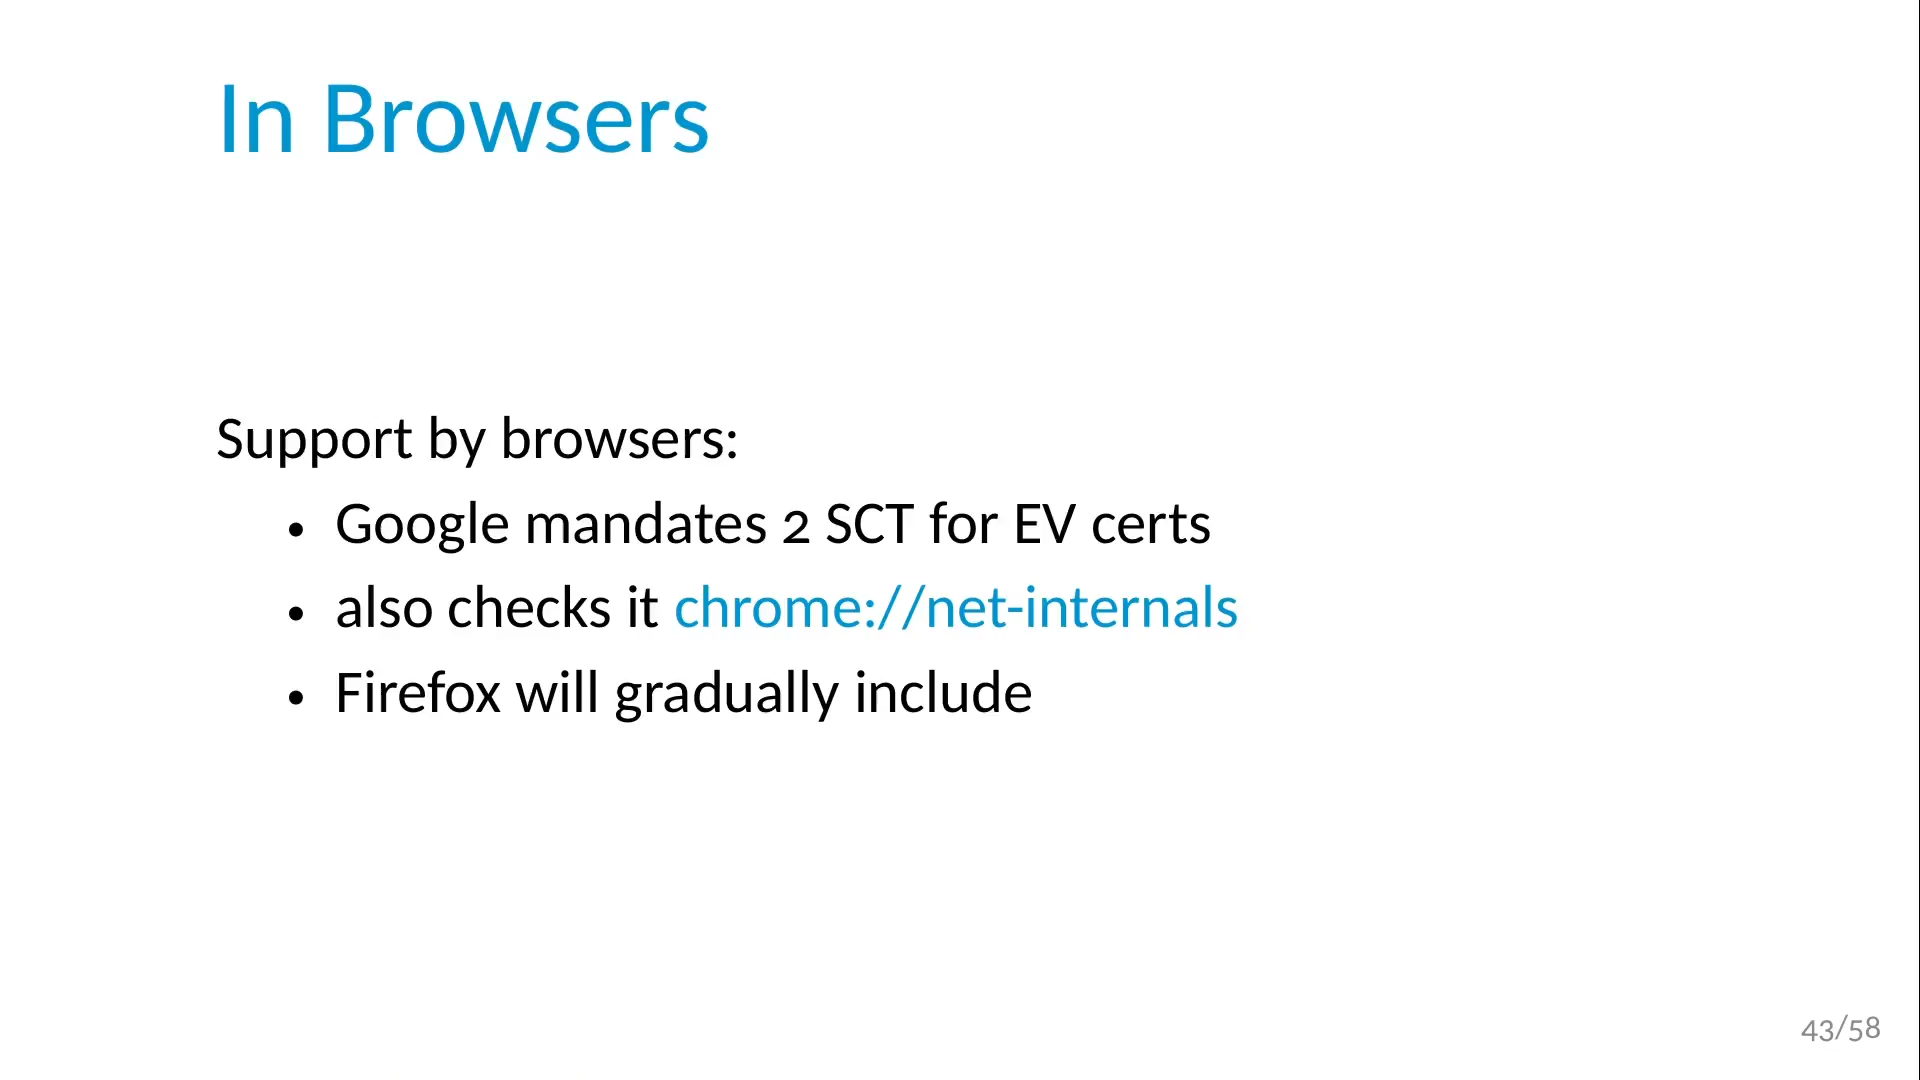 In Browsers
Support by browsers:
• Google mandates 2 SCT for EV certs
• also checks it chrome://net-internals
• Firefox will gradually include
43/58